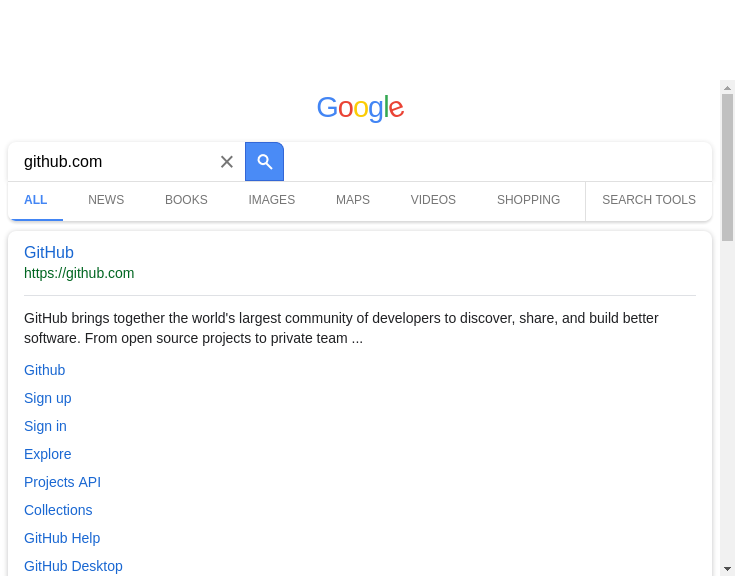 Google
github.com
ALL NEWS BOOKS IMAGES MAPS VIDEOS SHOPPING SEARCH TOOLS
GitHub
https://github.com
GitHub brings together the world's largest community of developers to discover, share, and build better
software. From open source projects to private team ...
Github
Sign up
Sign in
Explore
Projects API
Collections
GitHub Help
GitHub Desktop